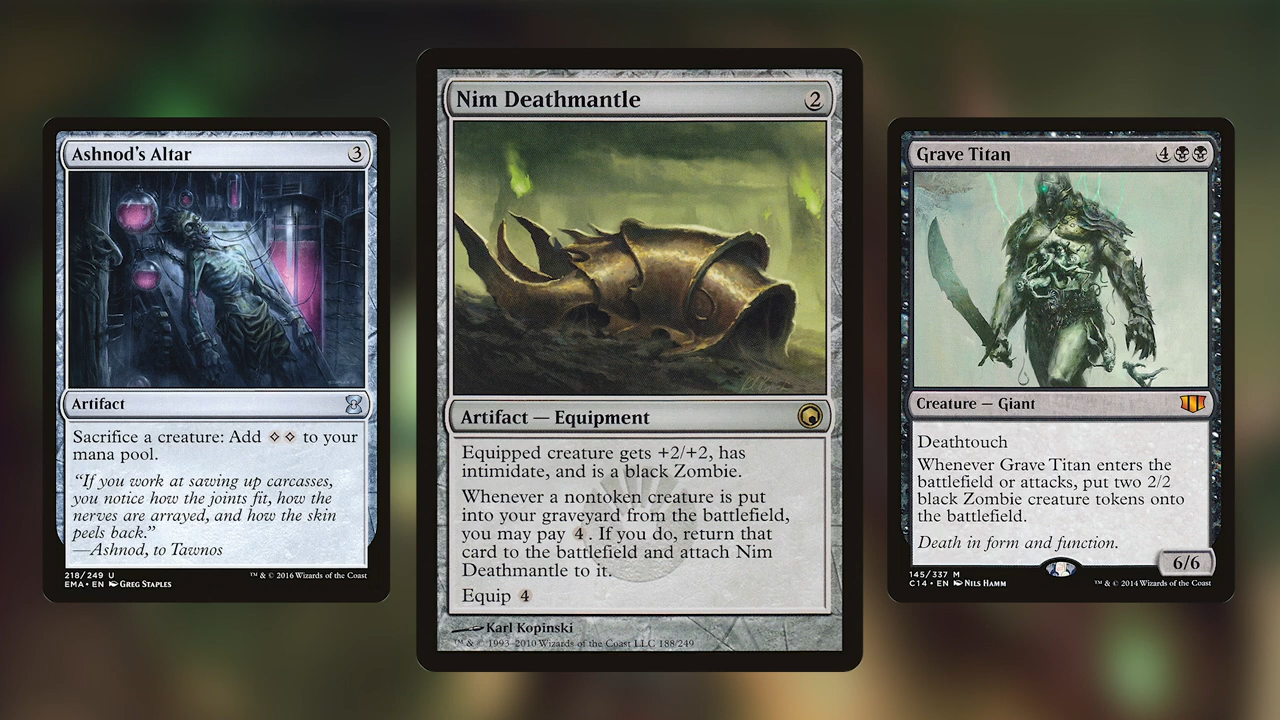 Ashnod's Altar 3
Artifact
Sacrifice a creature: Add ◇◇ to your
mana pool.
"If you work at sawing up carcasses,
you notice how the joints fit, how the
nerves are arrayed, and how the skin
peels back."
—Ashnod, to Tawnos
218/249 U
EMA • EN Greg Staples
™ & © 2016 Wizards of the Coast
Nim Deathmantle 2
Artifact — Equipment
Equipped creature gets +2/+2, has
intimidate, and is a black Zombie.
Whenever a nontoken creature is put
into your graveyard from the battlefield,
you may pay 4. If you do, return that
card to the battlefield and attach Nim
Deathmantle to it.
Equip 4
Karl Kopinski
™ & © 1993–2010 Wizards of the Coast LLC 188/249
Grave Titan 4
Creature — Giant
Deathtouch
Whenever Grave Titan enters the
battlefield or attacks, put two 2/2
black Zombie creature tokens onto
the battlefield.
Death in form and function.
6/6
145/337 M
C14 • EN Nils Hamm
™ & © 2014 Wizards of the Coast